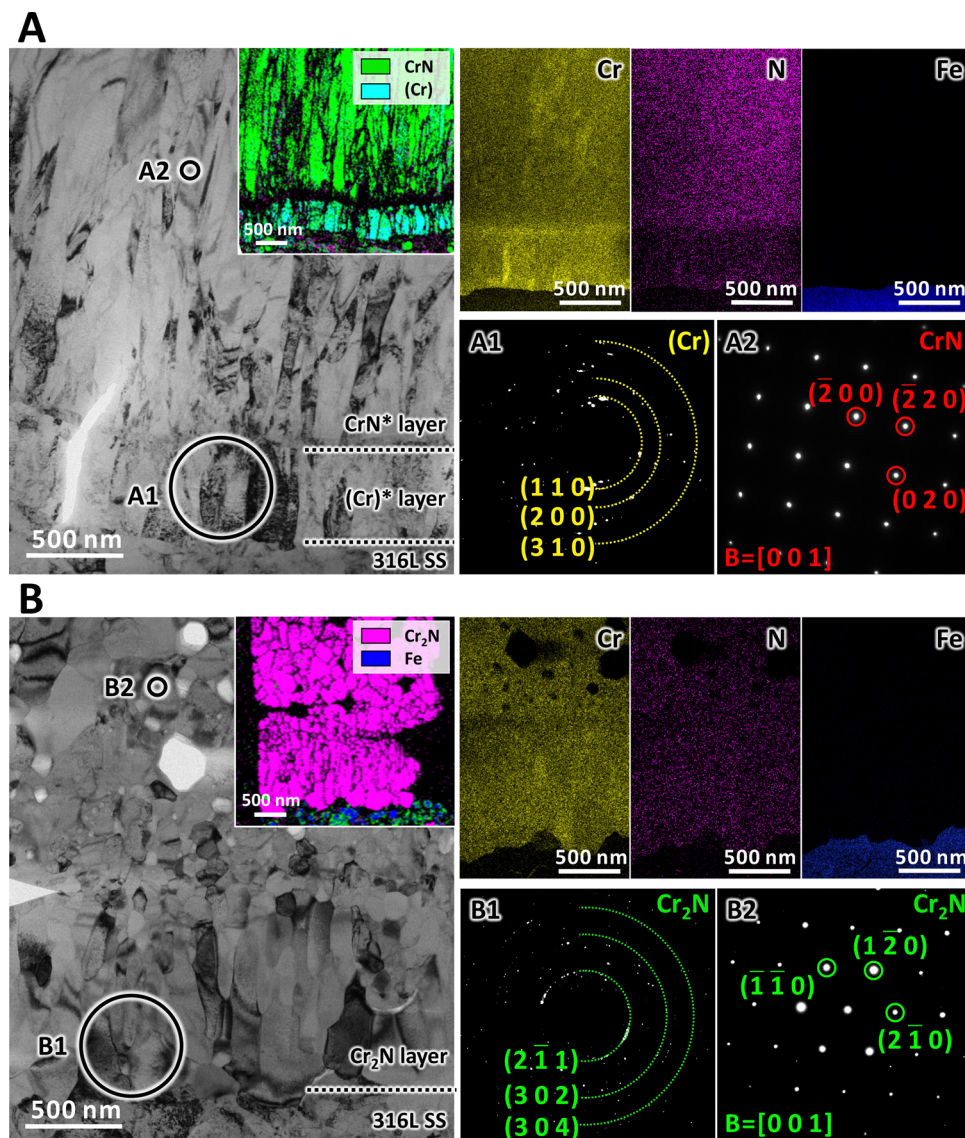 A
CrN
(Cr)
500 nm
A2
A1
CrN* layer
(Cr)* layer
316L SS
500 nm
Cr
500 nm
N
500 nm
Fe
500 nm
A1
(Cr)
(1 1 0)
(2 0 0)
(3 1 0)
A2
CrN
(2̅ 0 0)
(2̅ 2 0)
(0 2 0)
B=[0 0 1]
B
Cr₂N
Fe
500 nm
B2
B1
Cr₂N layer
316L SS
500 nm
Cr
500 nm
N
500 nm
Fe
500 nm
B1
Cr₂N
(2 1̅ 1)
(3 0 2)
(3 0 4)
B2
Cr₂N
(1 2̅ 0)
(1̅ 1̅ 0)
(2 1̅ 0)
B=[0 0 1]